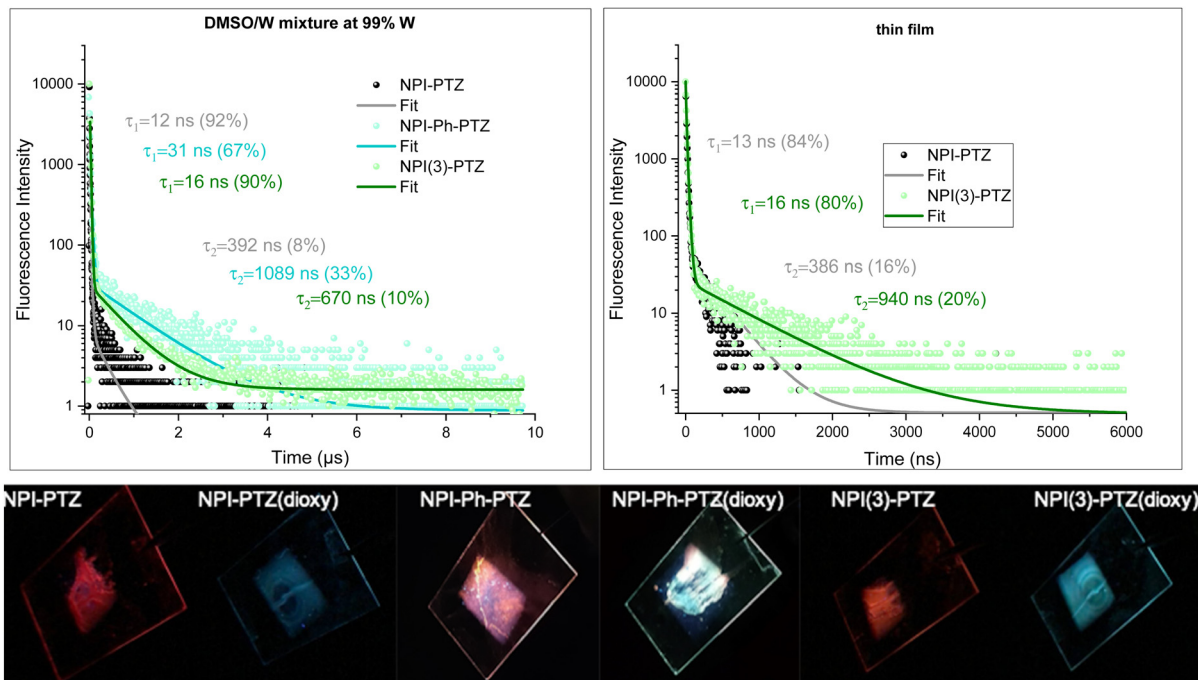 DMSO/W mixture at 99% W
Fluorescence Intensity
10000
1000
100
10
1
0
2
4
6
8
10
Time (µs)
NPI-PTZ
Fit
NPI-Ph-PTZ
Fit
NPI(3)-PTZ
Fit
τ1=12 ns (92%)
τ1=31 ns (67%)
τ1=16 ns (90%)
τ2=392 ns (8%)
τ2=1089 ns (33%)
τ2=670 ns (10%)
thin film
Fluorescence Intensity
10000
1000
100
10
1
0
1000
2000
3000
4000
5000
6000
Time (ns)
NPI-PTZ
Fit
NPI(3)-PTZ
Fit
τ1=13 ns (84%)
τ1=16 ns (80%)
τ2=386 ns (16%)
τ2=940 ns (20%)
NPI-PTZ
NPI-PTZ(dioxy)
NPI-Ph-PTZ
NPI-Ph-PTZ(dioxy)
NPI(3)-PTZ
NPI(3)-PTZ(dioxy)